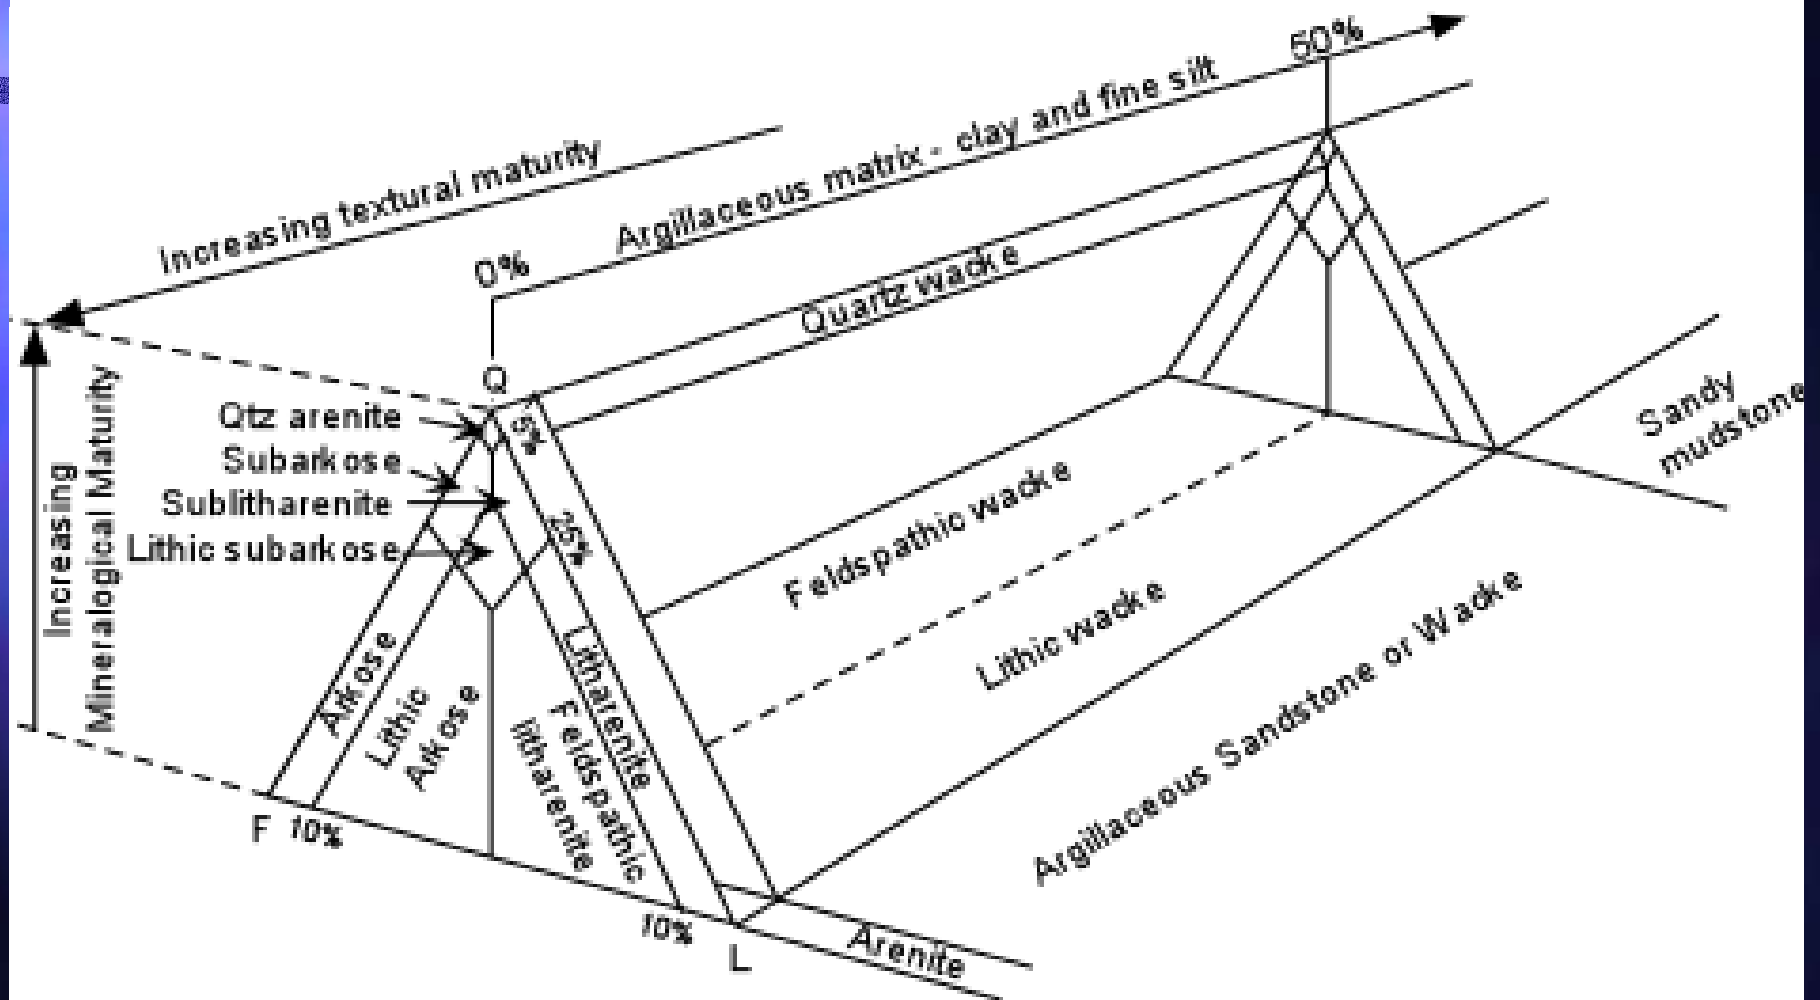 50%
Argillaceous matrix - clay and fine silt
Increasing textural maturity
0%
Quartz wacke
Q
Qtz arenite
5%
Subarkose
Sublitharenite
Lithic subarkose
25%
Increasing
Mineralogical Maturity
Sandy
mudstone
Feldspathic wacke
Lithic wacke
Argillaceous Sandstone or Wacke
Arkose
Lithic
Arkose
Litharenite
Feldspathic
litharenite
F
10%
10%
L
Arenite